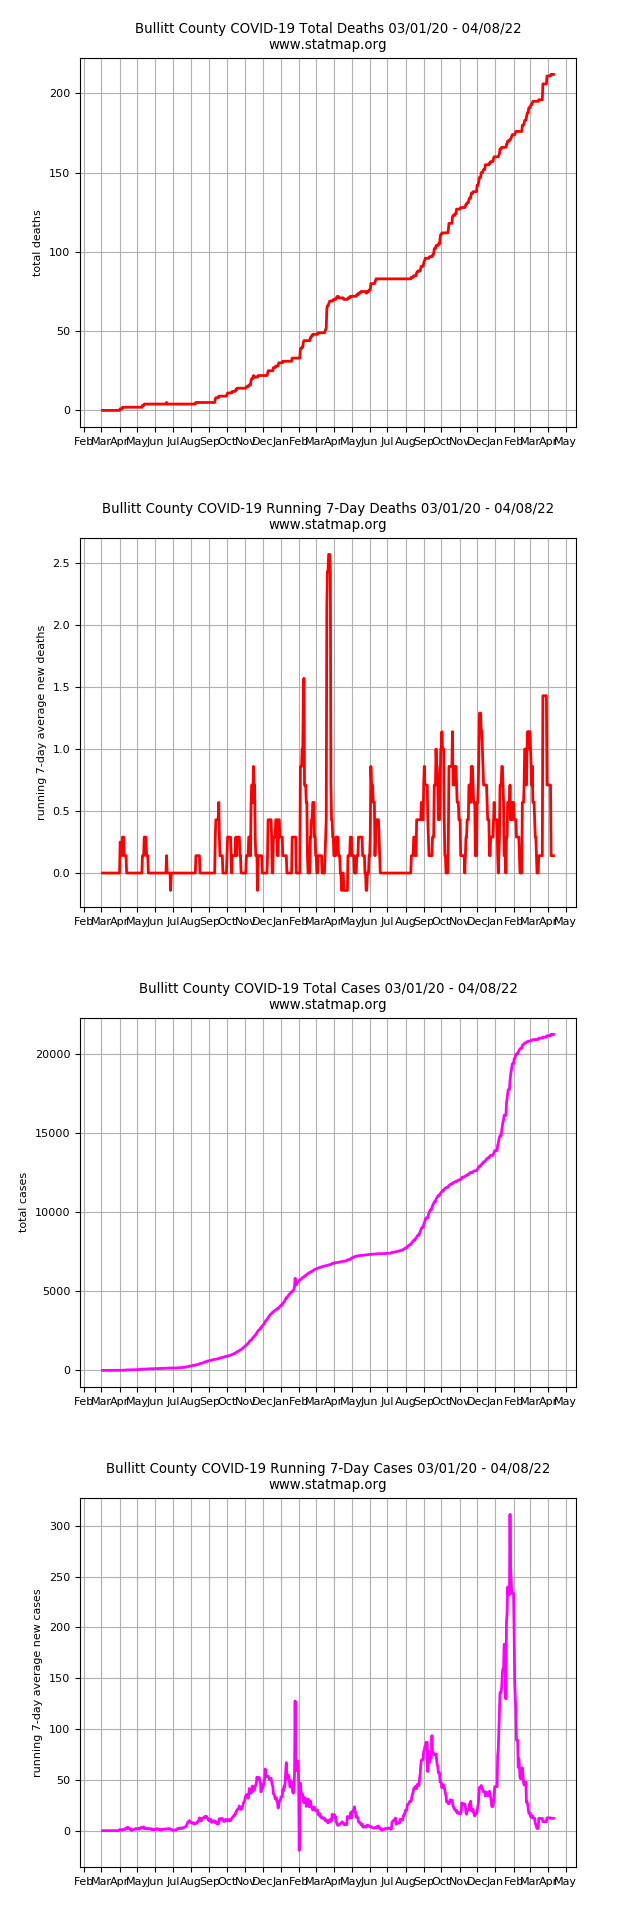 Bullitt County COVID-19 Total Deaths 03/01/20 - 04/08/22
www.statmap.org
total deaths
200
150
100
50
0
Feb Mar Apr May Jun Jul Aug Sep Oct Nov Dec Jan Feb Mar Apr May Jun Jul Aug Sep Oct Nov Dec Jan Feb Mar Apr May
Bullitt County COVID-19 Running 7-Day Deaths 03/01/20 - 04/08/22
www.statmap.org
running 7-day average new deaths
2.5
2.0
1.5
1.0
0.5
0.0
Feb Mar Apr May Jun Jul Aug Sep Oct Nov Dec Jan Feb Mar Apr May Jun Jul Aug Sep Oct Nov Dec Jan Feb Mar Apr May
Bullitt County COVID-19 Total Cases 03/01/20 - 04/08/22
www.statmap.org
total cases
20000
15000
10000
5000
0
Feb Mar Apr May Jun Jul Aug Sep Oct Nov Dec Jan Feb Mar Apr May Jun Jul Aug Sep Oct Nov Dec Jan Feb Mar Apr May
Bullitt County COVID-19 Running 7-Day Cases 03/01/20 - 04/08/22
www.statmap.org
running 7-day average new cases
300
250
200
150
100
50
0
Feb Mar Apr May Jun Jul Aug Sep Oct Nov Dec Jan Feb Mar Apr May Jun Jul Aug Sep Oct Nov Dec Jan Feb Mar Apr May